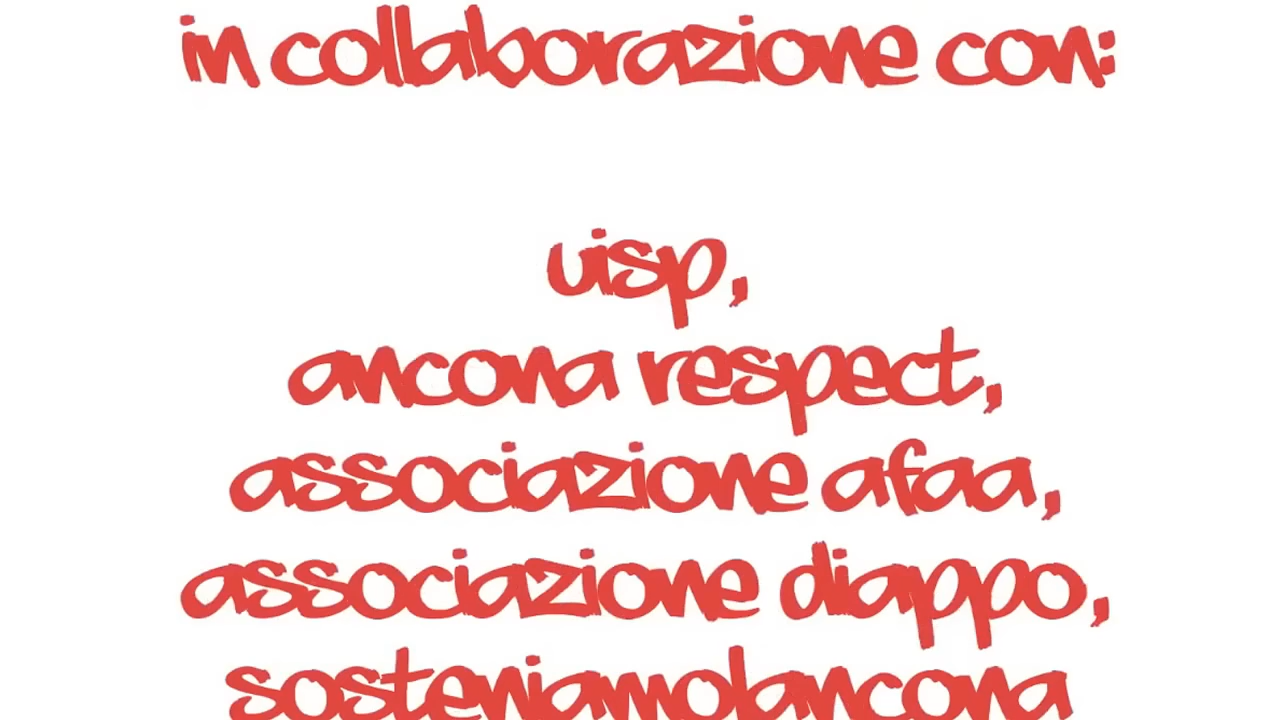 in collaborazione con:
uisp,
ancona respect,
associazione afaa,
associazione diappo,
sosteniamolancona